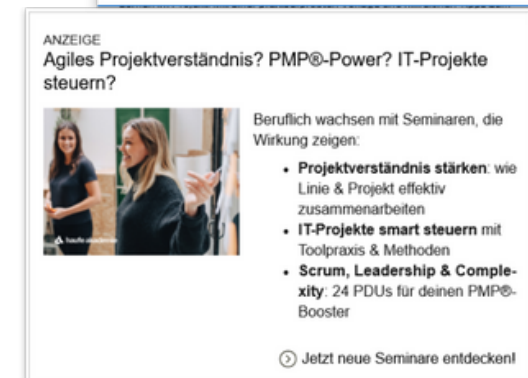 ANZEIGE
Agiles Projektverständnis? PMP®-Power? IT-Projekte
steuern?
Beruflich wachsen mit Seminaren, die
Wirkung zeigen:
• Projektverständnis stärken: wie
Linie & Projekt effektiv
zusammenarbeiten
• IT-Projekte smart steuern mit
Toolpraxis & Methoden
• Scrum, Leadership & Comple-
xity: 24 PDUs für deinen PMP®-
Booster
haufe akademie
Jetzt neue Seminare entdecken!